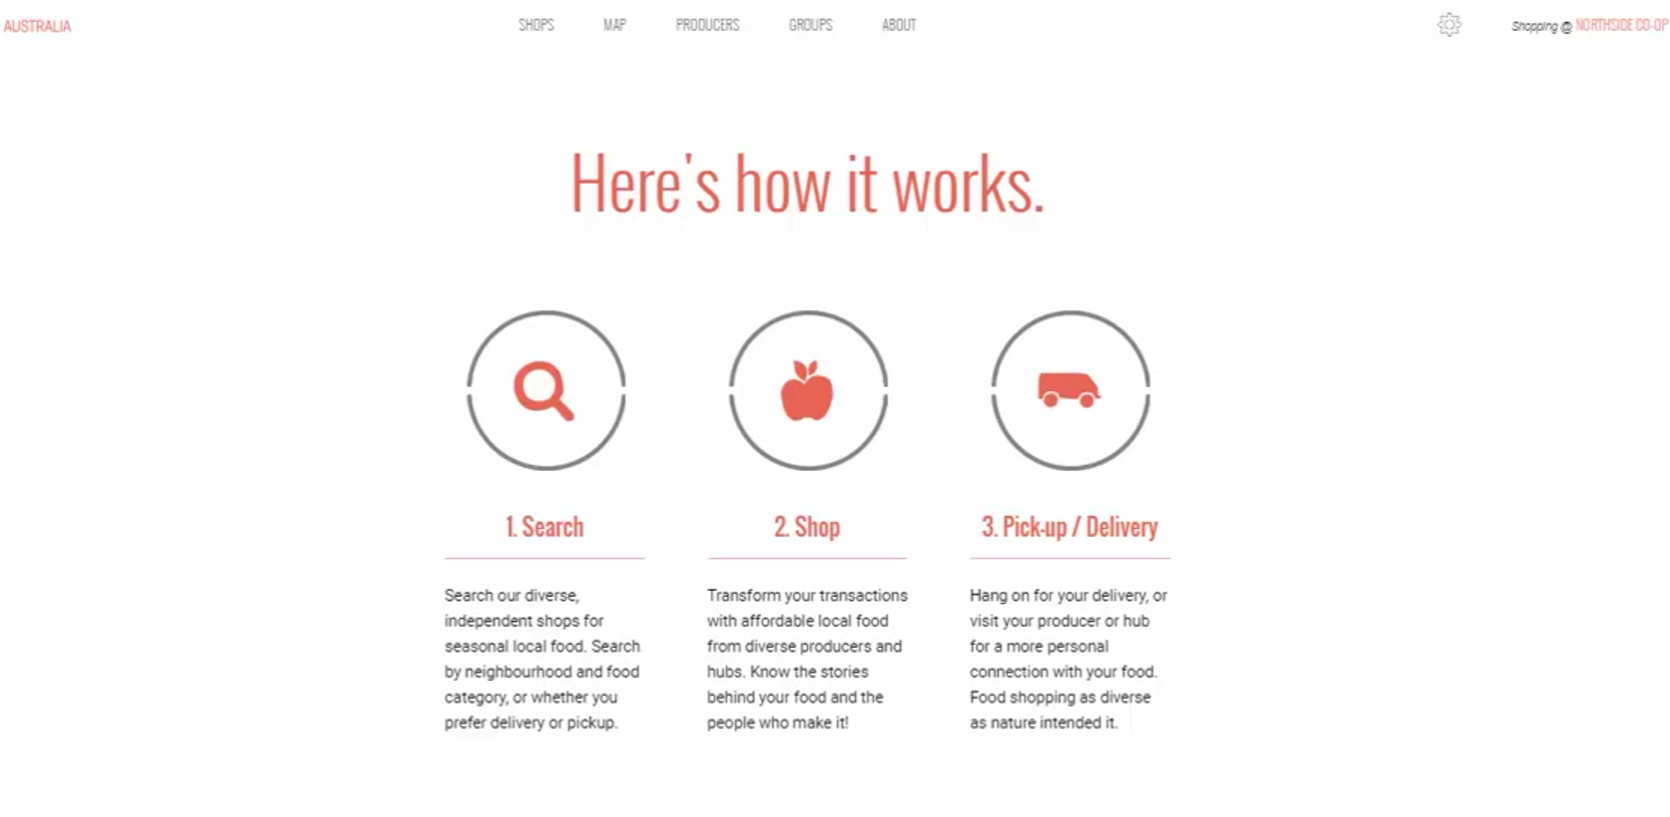 AUSTRALIA
SHOPS MAP PRODUCERS GROUPS ABOUT
Shopping @ NORTHSIDE CO-OP
Here's how it works.
1. Search
Search our diverse,
independent shops for
seasonal local food. Search
by neighbourhood and food
category, or whether you
prefer delivery or pickup.
2. Shop
Transform your transactions
with affordable local food
from diverse producers and
hubs. Know the stories
behind your food and the
people who make it!
3. Pick-up / Delivery
Hang on for your delivery, or
visit your producer or hub
for a more personal
connection with your food.
Food shopping as diverse
as nature intended it.